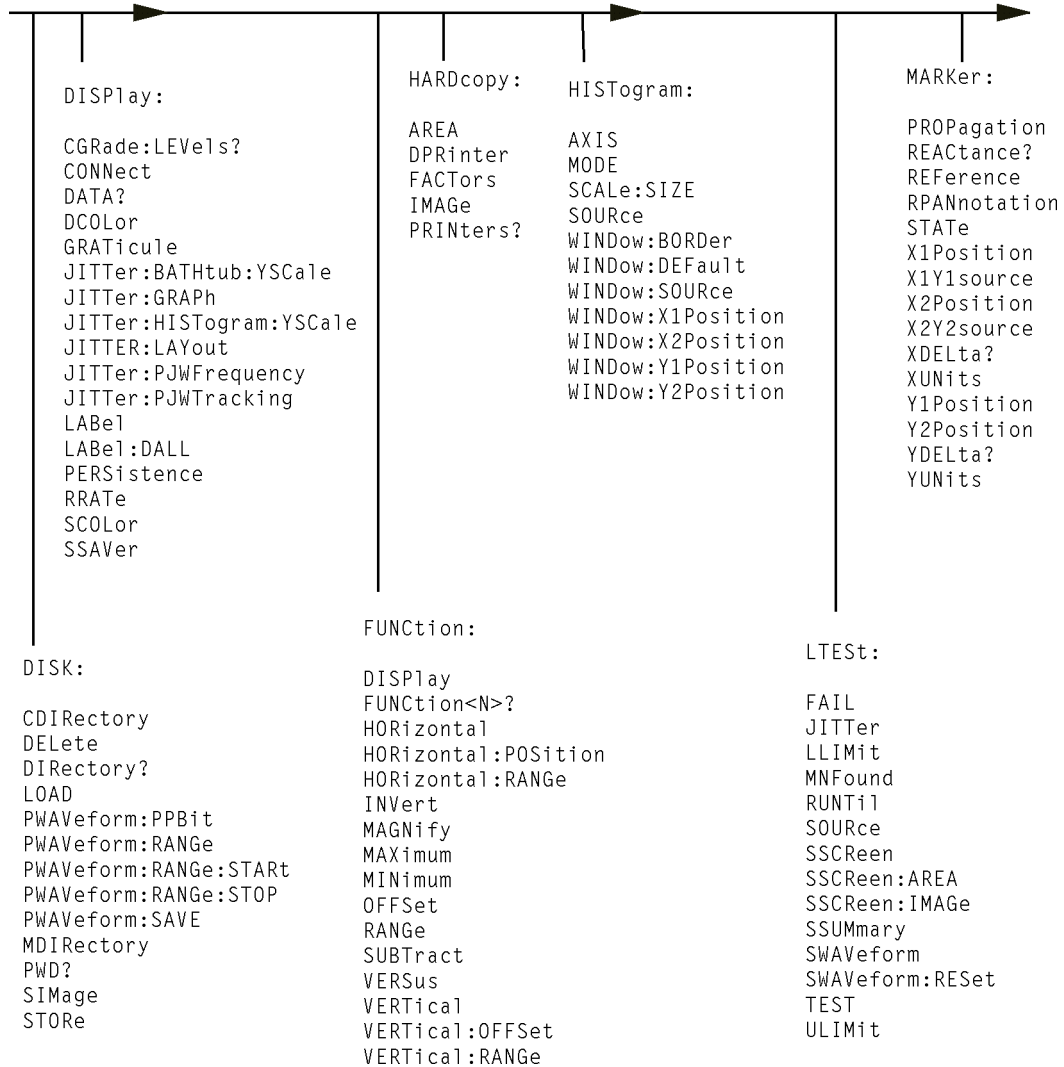 DISPlay:
CGRade:LEVels?
CONNect
DATA?
DCOLor
GRATicule
JITTer:BATHtub:YSCale
JITTer:GRAPh
JITTer:HISTogram:YSCale
JITTER:LAYout
JITTer:PJWFrequency
JITTer:PJWTracking
LABel
LABel:DALL
PERSistence
RRATe
SCOLor
SSAVer
HARDcopy:
AREA
DPRinter
FACTors
IMAGe
PRINters?
HISTogram:
AXIS
MODE
SCALe:SIZE
SOURce
WINDow:BORDer
WINDow:DEFault
WINDow:SOURce
WINDow:X1Position
WINDow:X2Position
WINDow:Y1Position
WINDow:Y2Position
MARKer:
PROPagation
REACtance?
REFerence
RPANnotation
STATe
X1Position
X1Y1source
X2Position
X2Y2source
XDELta?
XUNits
Y1Position
Y2Position
YDELta?
YUNits
DISK:
CDIRectory
DELete
DIRectory?
LOAD
PWAVeform:PPBit
PWAVeform:RANGe
PWAVeform:RANGe:STARt
PWAVeform:RANGe:STOP
PWAVeform:SAVE
MDIRectory
PWD?
SIMage
STORe
FUNCtion:
DISPlay
FUNCtion<N>?
HORizontal
HORizontal:POSition
HORizontal:RANGe
INVert
MAGNify
MAXimum
MINimum
OFFSet
RANGe
SUBTract
VERSus
VERTical
VERTical:OFFSet
VERTical:RANGe
LTESt:
FAIL
JITTer
LLIMit
MNFound
RUNTil
SOURce
SSCReen
SSCReen:AREA
SSCReen:IMAGe
SSUMmary
SWAVeform
SWAVeform:RESet
TEST
ULIMit